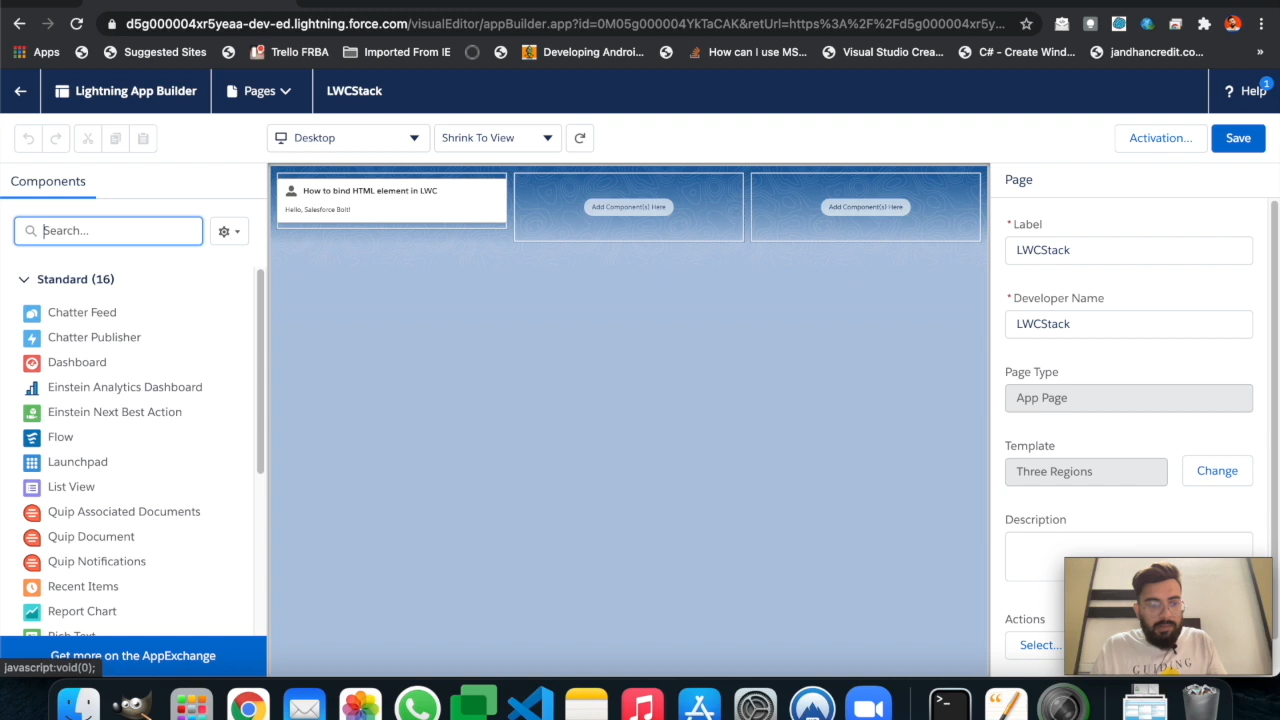 d5g000004xr5yeaa-dev-ed.lightning.force.com/visualEditor/appBuilder.app?id=0M05g000004YkTaCAK&retUrl=https%3A%2F%2Fd5g000004xr5y...
Apps
Suggested Sites
Trello FRBA
Imported From IE
Developing Androi...
How can I use MS...
Visual Studio Crea...
C# - Create Wind...
jandhancredit.co...
»
Lightning App Builder
Pages
LWCStack
? Help
1
Desktop
Shrink To View
Activation...
Save
Components
Search...
Standard (16)
Chatter Feed
Chatter Publisher
Dashboard
Einstein Analytics Dashboard
Einstein Next Best Action
Flow
Launchpad
List View
Quip Associated Documents
Quip Document
Quip Notifications
Recent Items
Report Chart
Rich Text
Get more on the AppExchange
javascript:void(0);
How to bind HTML element in LWC
Hello, Salesforce Bolt!
Add Component(s) Here
Add Component(s) Here
Page
* Label
LWCStack
* Developer Name
LWCStack
Page Type
App Page
Template
Three Regions
Change
Description
Actions
Select...
GUIDING